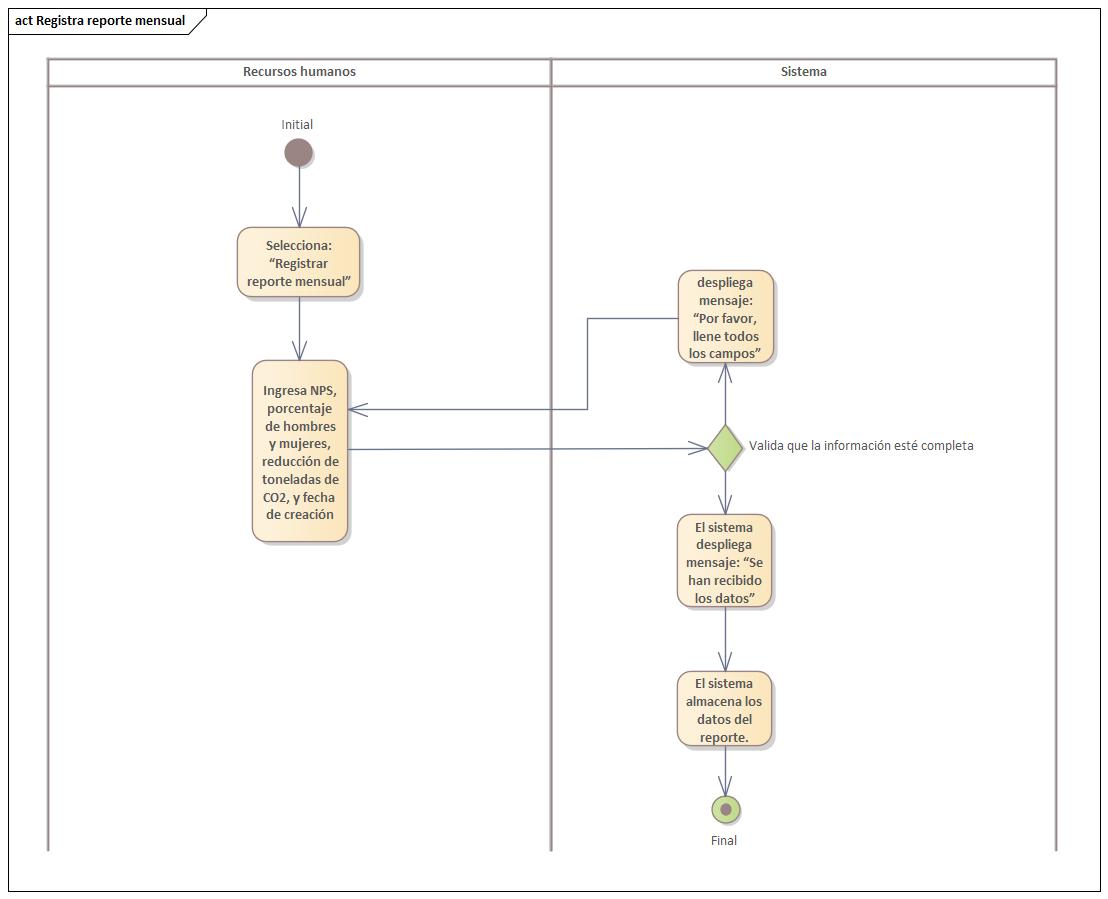 act Registra reporte mensual
Recursos humanos
Sistema
Initial
Selecciona:
“Registrar
reporte mensual”
Ingresa NPS,
porcentaje
de hombres
y mujeres,
reducción de
toneladas de
CO2, y fecha
de creación
despliega
mensaje:
“Por favor,
llene todos
los campos”
Valida que la información esté completa
El sistema
despliega
mensaje: “Se
han recibido
los datos”
El sistema
almacena los
datos del
reporte.
Final